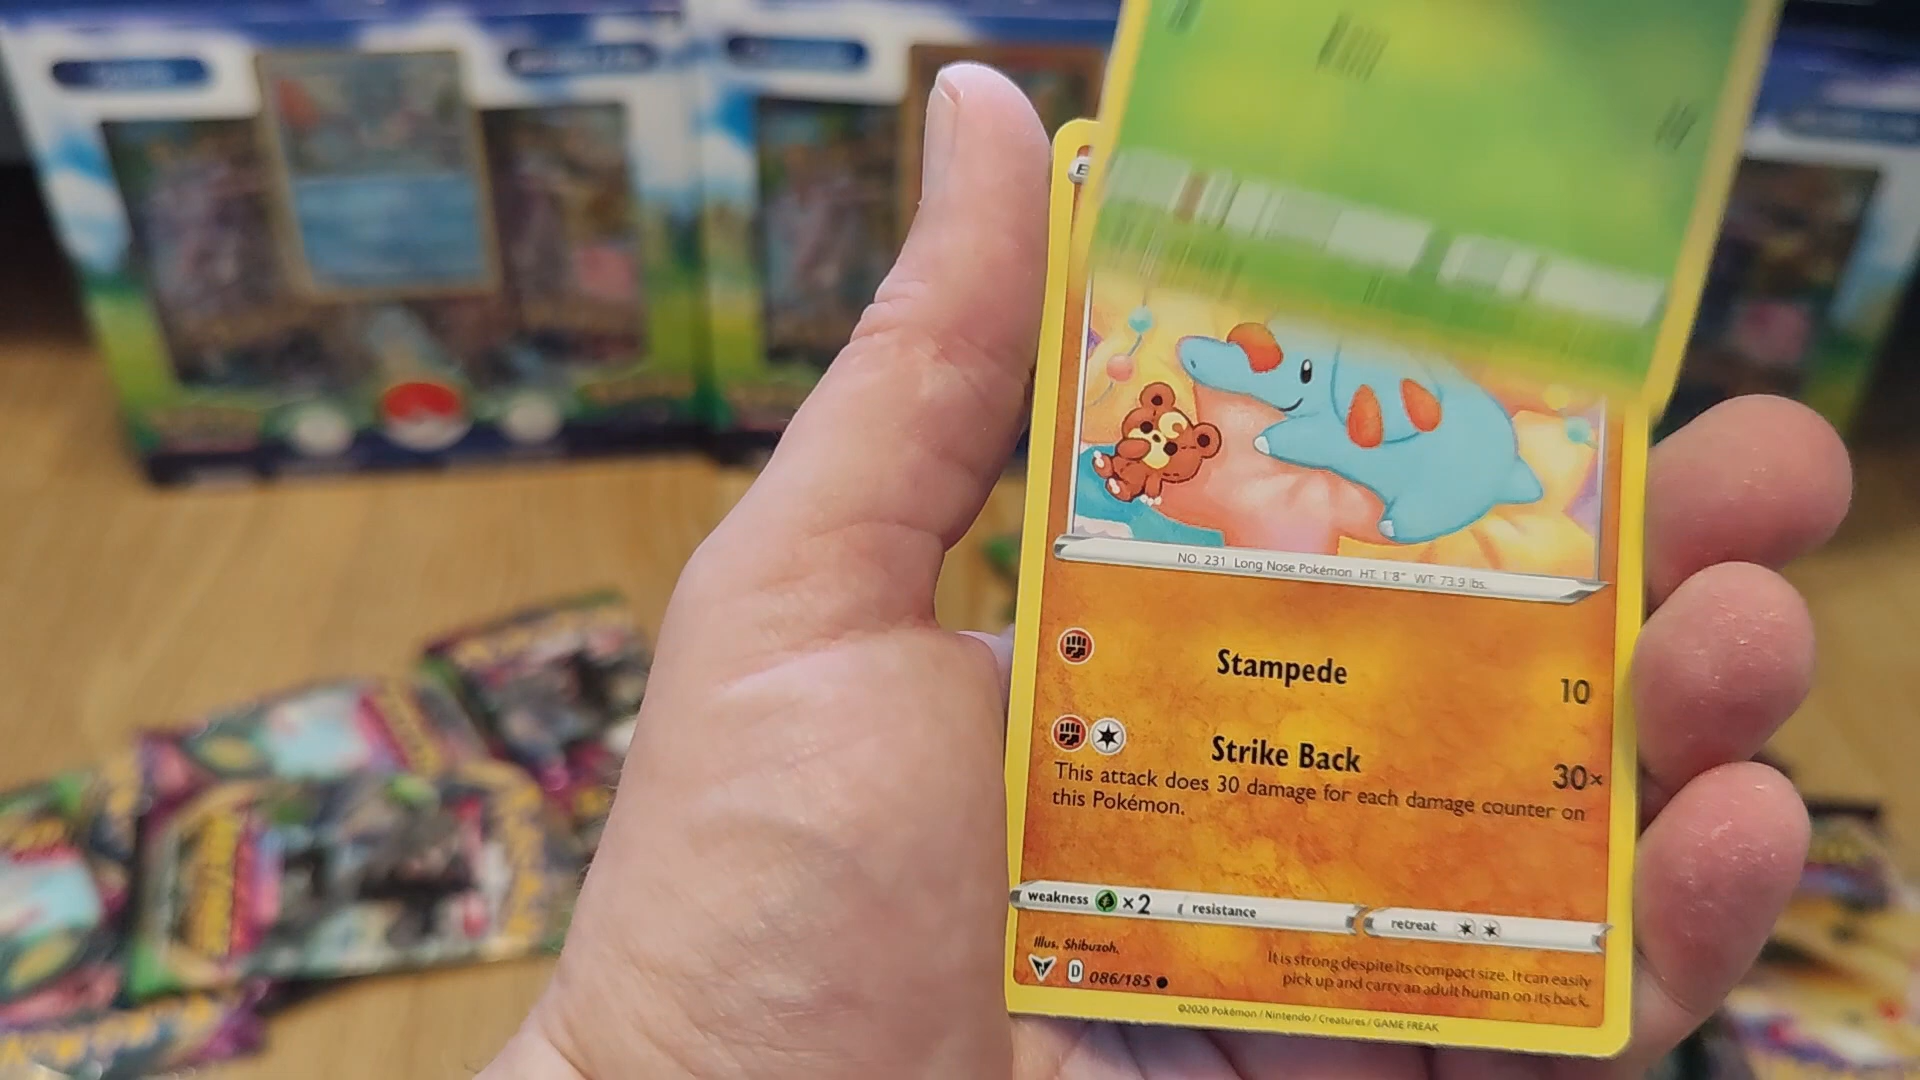 NO. 231 Long Nose Pokémon HT: 1'8" WT: 73.9 lbs.
Stampede 10
Strike Back 30×
This attack does 30 damage for each damage counter on
this Pokémon.
weakness ×2 resistance retreat
Illus. Shibuzoh.
D 086/185
It is strong despite its compact size. It can easily
pick up and carry an adult human on its back.
©2020 Pokémon / Nintendo / Creatures / GAME FREAK